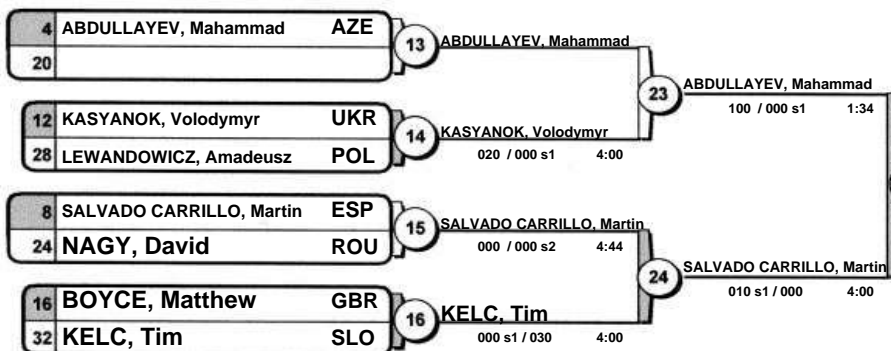 4 ABDULLAYEV, Mahammad AZE
20
13
ABDULLAYEV, Mahammad
12 KASYANOK, Volodymyr UKR
28 LEWANDOWICZ, Amadeusz POL
14
KASYANOK, Volodymyr
020 / 000 s1 4:00
23
ABDULLAYEV, Mahammad
100 / 000 s1 1:34
8 SALVADO CARRILLO, Martin ESP
24 NAGY, David ROU
15
SALVADO CARRILLO, Martin
000 / 000 s2 4:44
16 BOYCE, Matthew GBR
32 KELC, Tim SLO
16
KELC, Tim
000 s1 / 030 4:00
24
SALVADO CARRILLO, Martin
010 s1 / 000 4:00